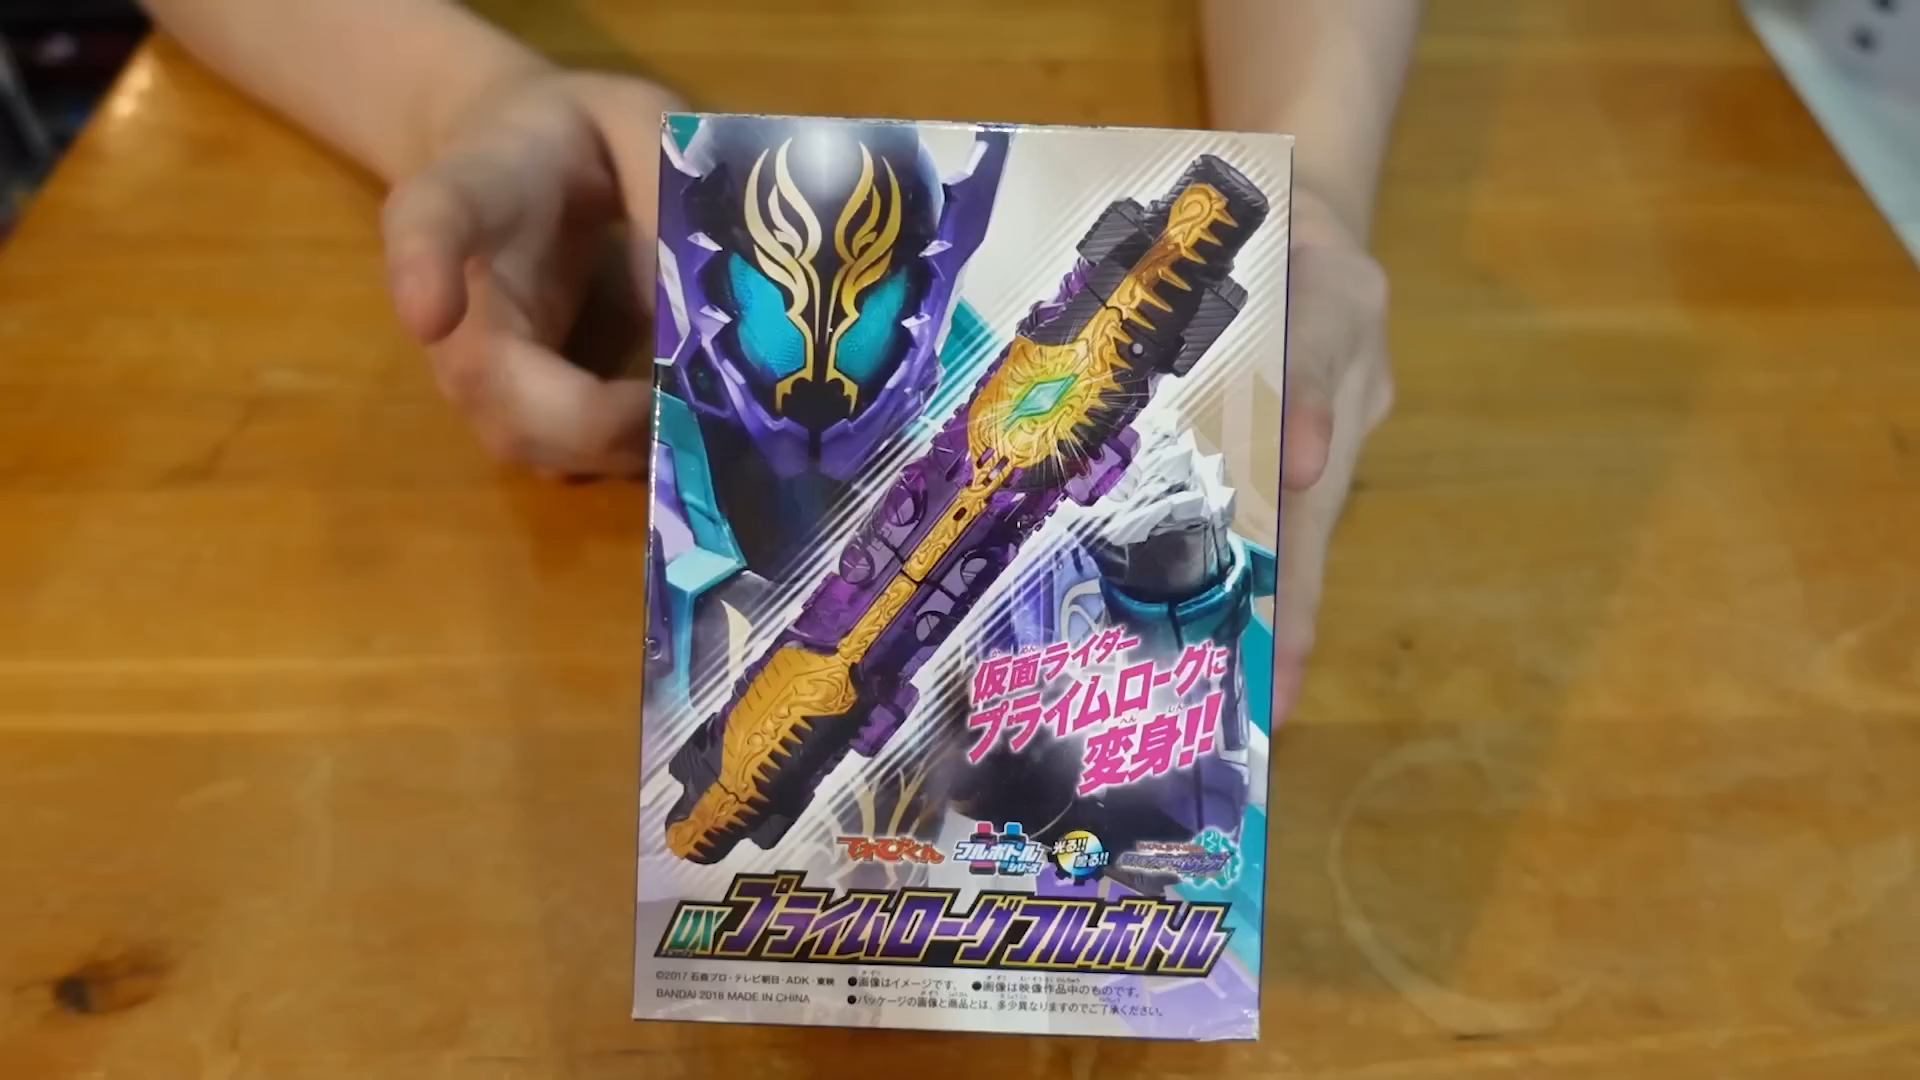 仮面ライダー
プライムローグに
変身!!
てれびくん
フルボトル
シリーズ
光る!!
鳴る!!
DXプライムローグフルボトル
©2017 石森プロ・テレビ朝日・ADK・東映
BANDAI 2018 MADE IN CHINA
●画像はイメージです。 ●画像は映像作品中のものです。
●パッケージの画像と商品とは、多少異なりますのでご了承ください。